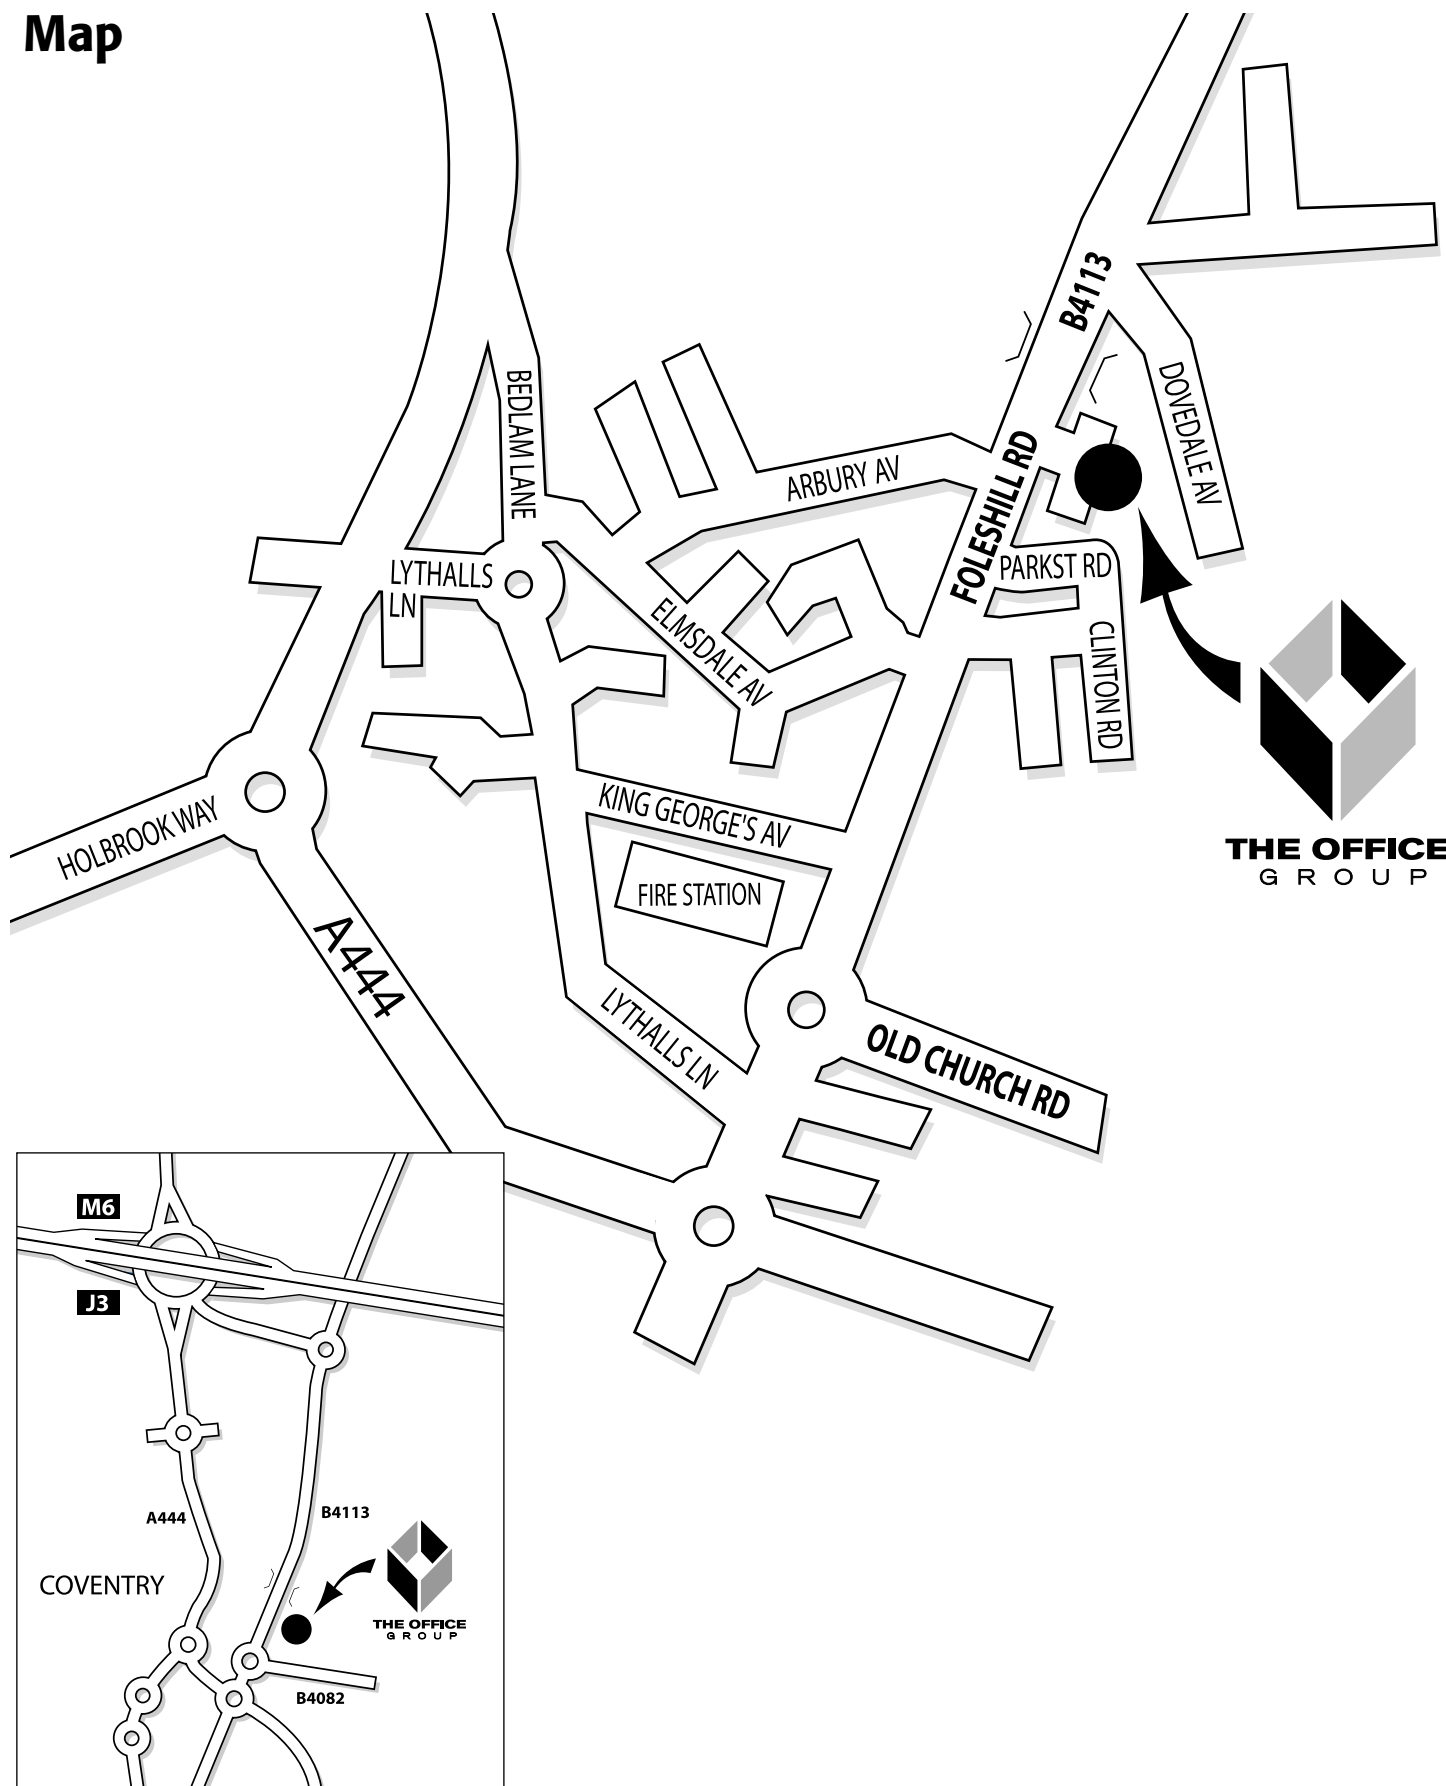 Map
B4113
DOVEDALE AV
BEDLAM LANE
ARBURY AV
FOLESHILL RD
LYTHALLS
LN
PARKST RD
ELMSDALE AV
CLINTON RD
HOLBROOK WAY
KING GEORGE'S AV
THE OFFICE
GROUP
FIRE STATION
A444
LYTHALLS LN
OLD CHURCH RD
M6
J3
A444
B4113
COVENTRY
THE OFFICE
GROUP
B4082